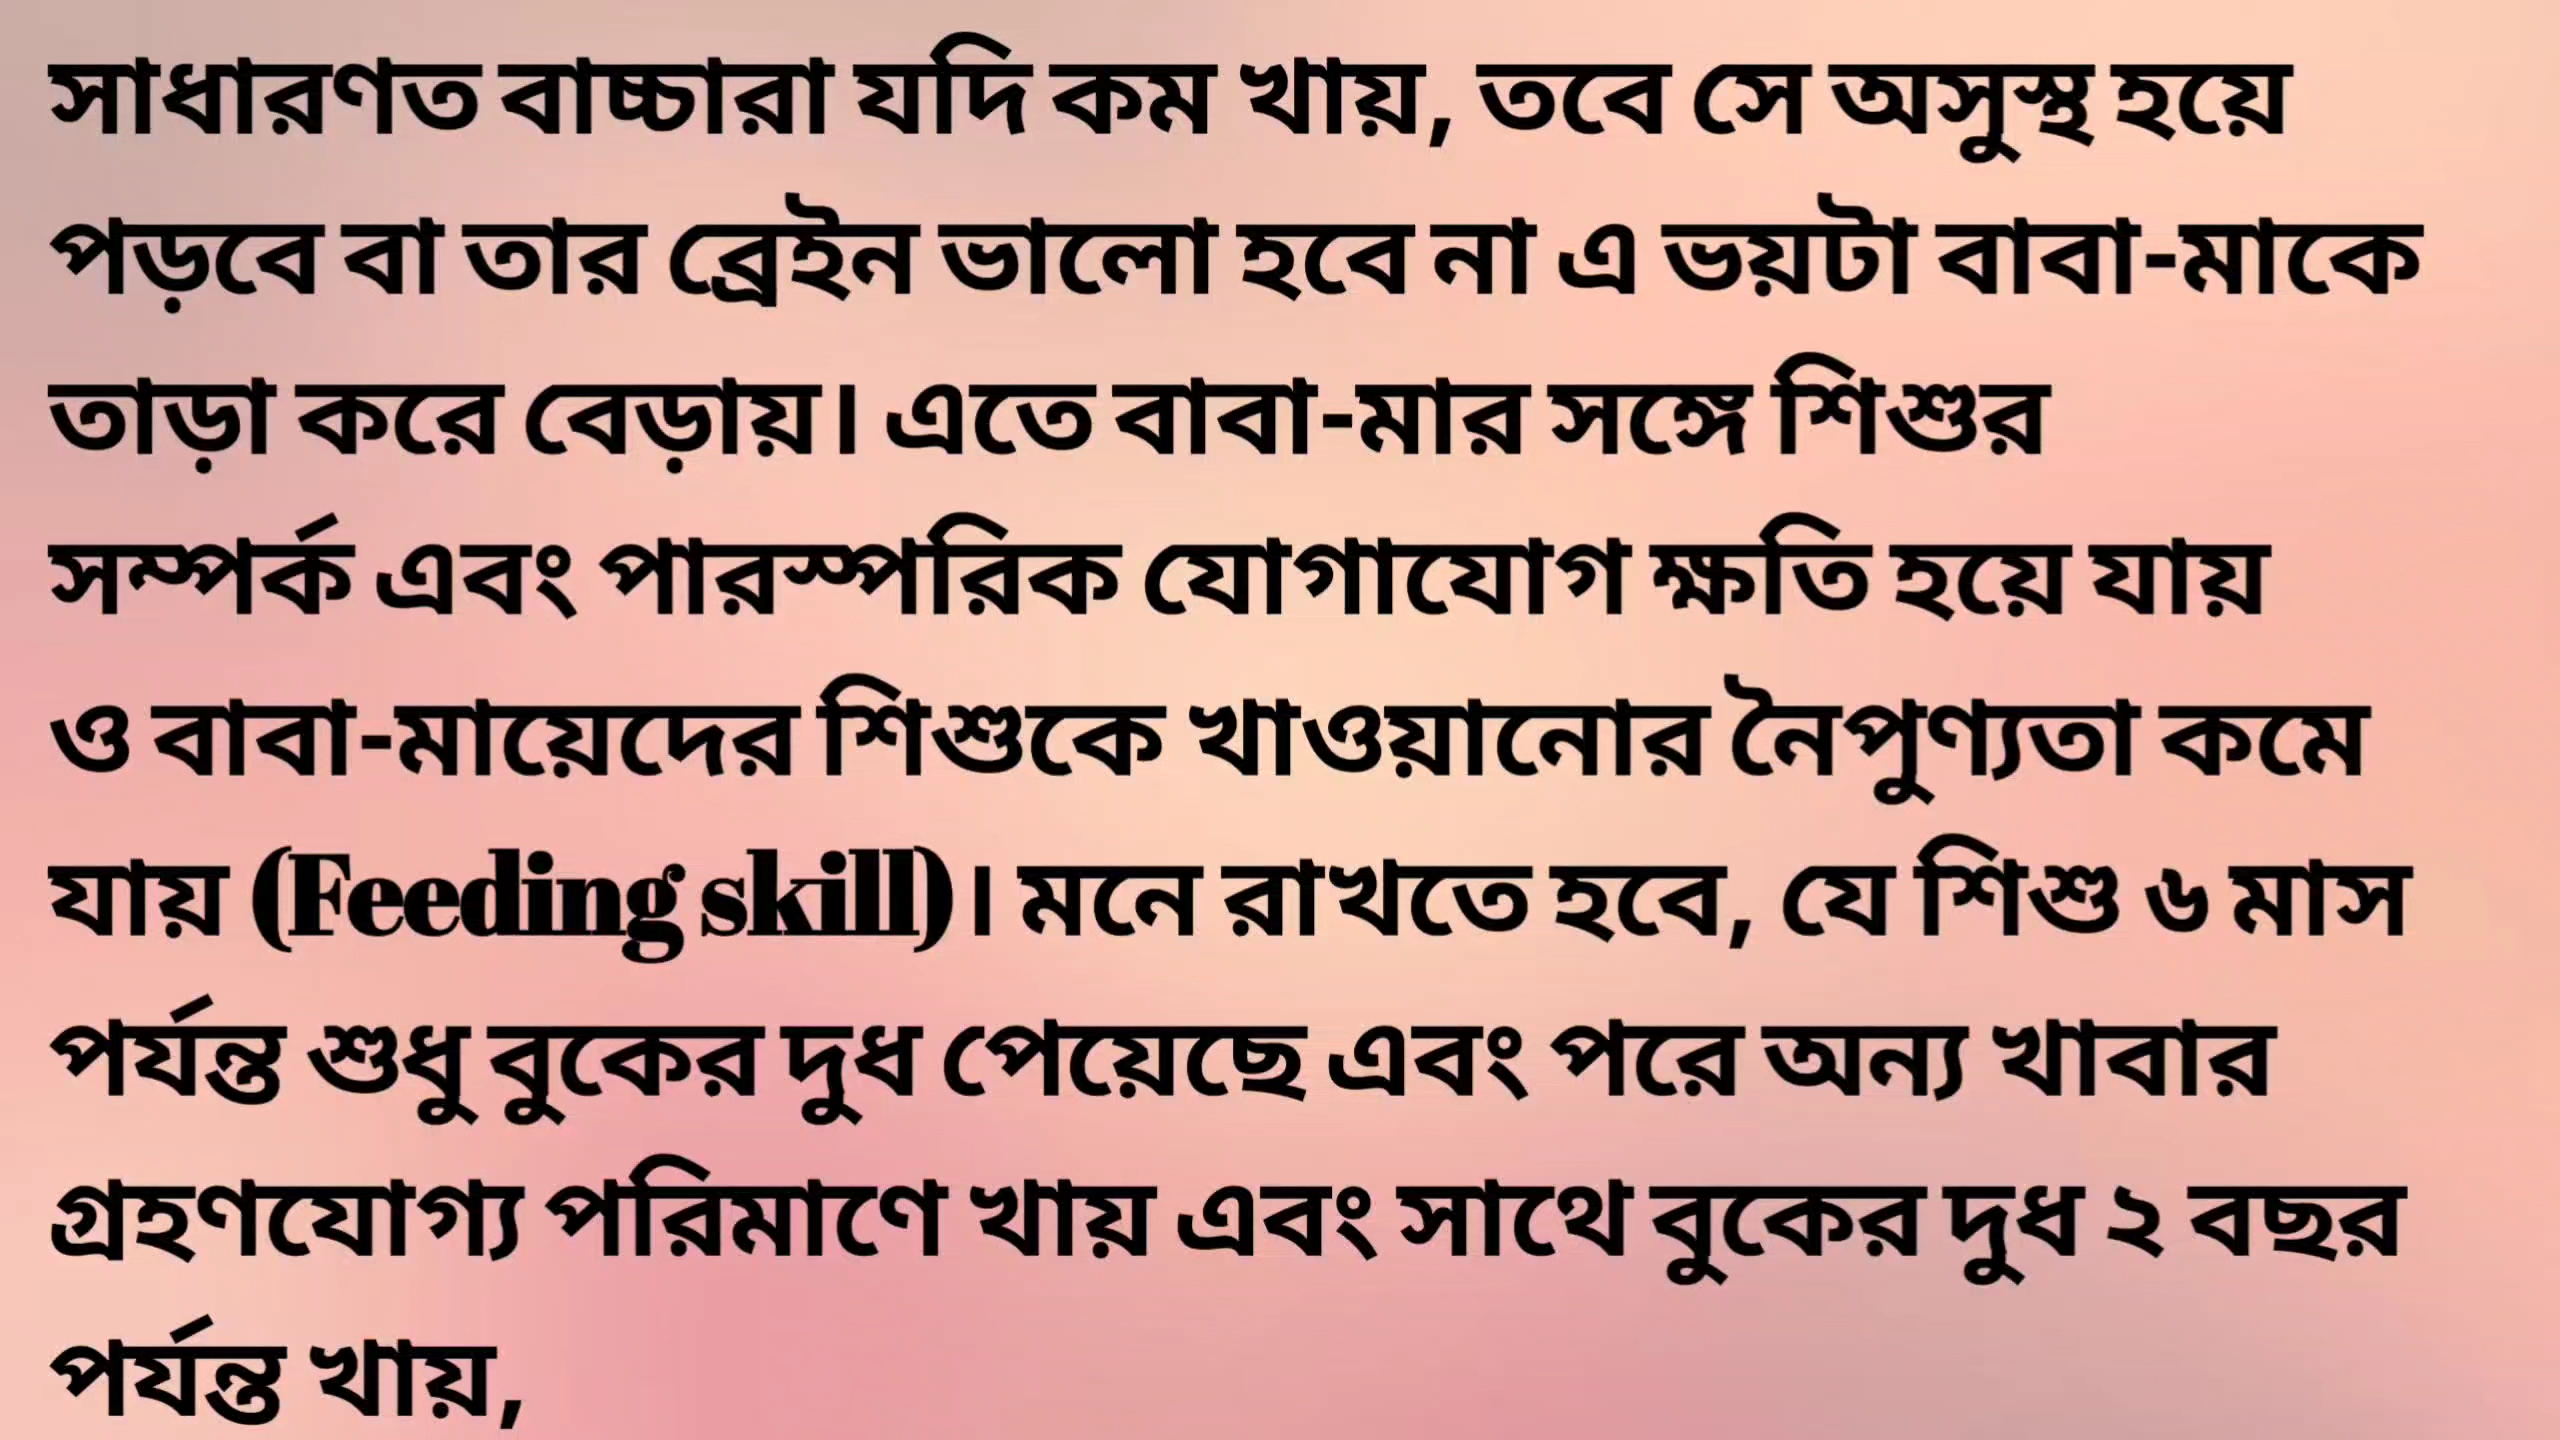 সাধারণত বাচ্চারা যদি কম খায়, তবে সে অসুস্থ হয়ে
পড়বে বা তার ব্রেইন ভালো হবে না এ ভয়টা বাবা-মাকে
তাড়া করে বেড়ায়। এতে বাবা-মার সঙ্গে শিশুর
সম্পর্ক এবং পারস্পরিক যোগাযোগ ক্ষতি হয়ে যায়
ও বাবা-মায়েদের শিশুকে খাওয়ানোর নৈপুণ্যতা কমে
যায় (Feeding skill)। মনে রাখতে হবে, যে শিশু ৬ মাস
পর্যন্ত শুধু বুকের দুধ পেয়েছে এবং পরে অন্য খাবার
গ্রহণযোগ্য পরিমাণে খায় এবং সাথে বুকের দুধ ২ বছর
পর্যন্ত খায়,